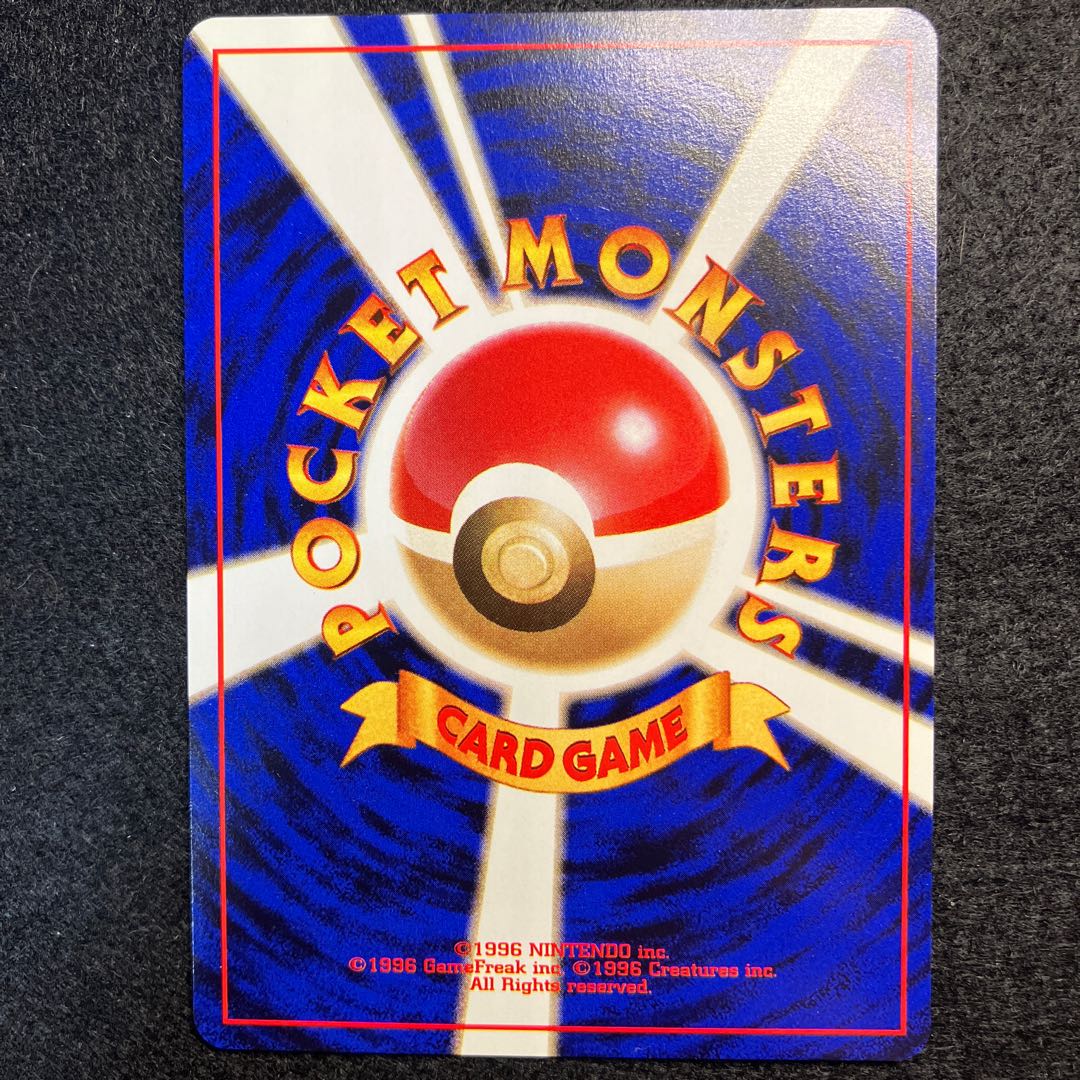 POCKET MONSTERS
CARD GAME
©1996 NINTENDO inc.
©1996 GameFreak inc. ©1996 Creatures inc.
All Rights reserved.